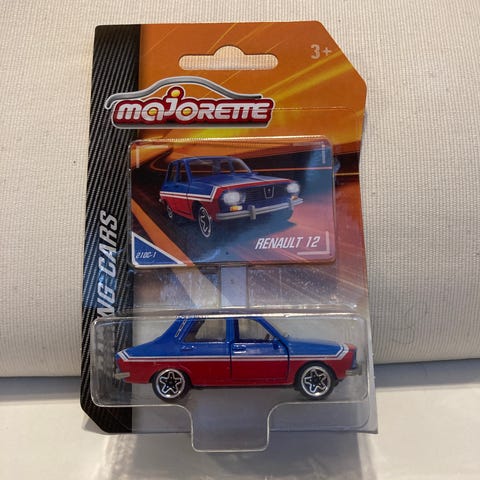 3+
majorette
RENAULT 12
210C-1
NG CARS